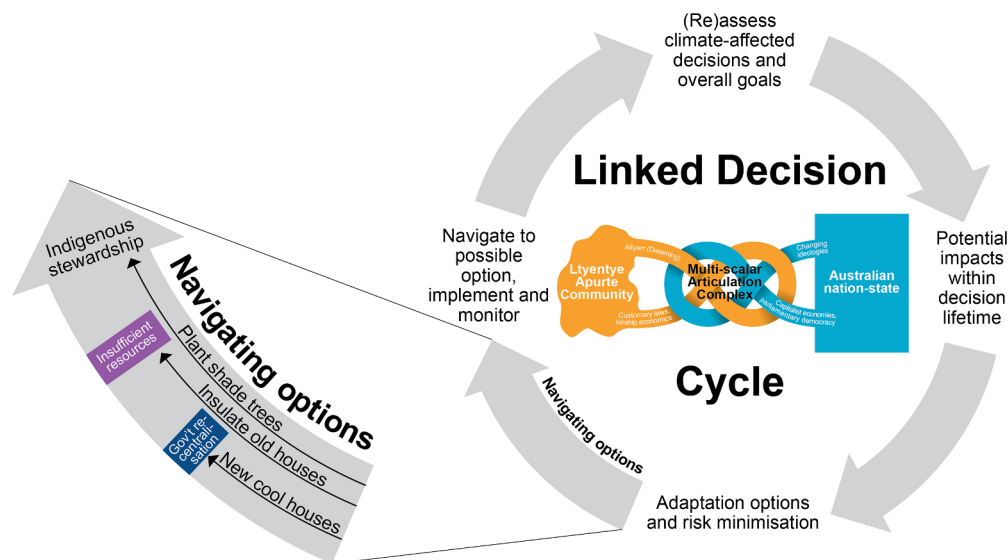 (Re)assess
climate-affected
decisions and
overall goals
Linked Decision
Cycle
Potential
impacts
within
decision
lifetime
Adaptation options
and risk minimisation
Navigating options
Navigate to
possible
option,
implement and
monitor
Altyerr (Dreaming)
Ltyentye
Apurte
Community
Customary laws,
kinship economics
Multi-scalar
Articulation
Complex
Changing
ideologies
Capitalist economies,
parliamentary democracy
Australian
nation-state
Indigenous
stewardship
Navigating options
Plant shade trees
Insufficient
resources
Insulate old houses
Gov't re-
centrali-
sation
New cool houses